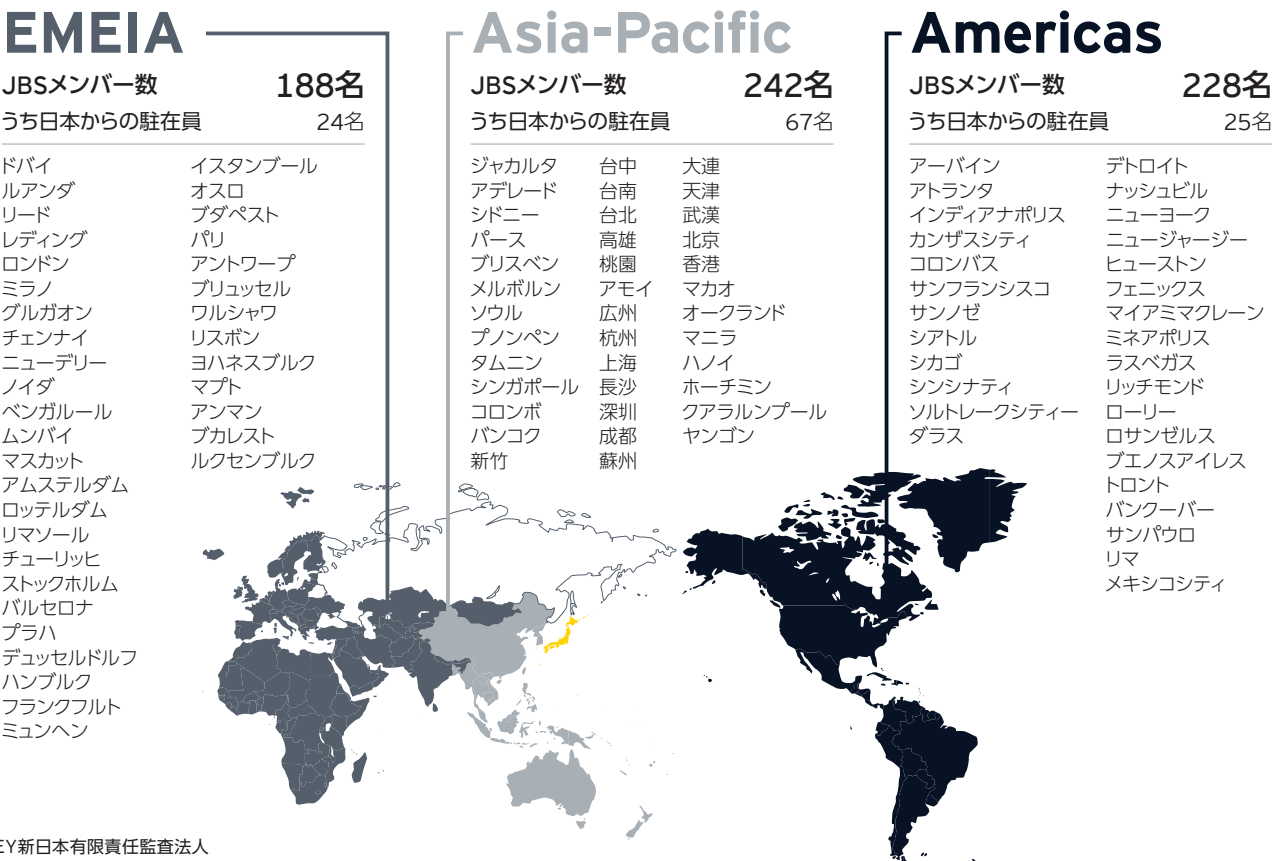 EMEIA
JBSメンバー数 188名
うち日本からの駐在員 24名
ドバイ
ルアンダ
リード
レディング
ロンドン
ミラノ
グルガオン
チェンナイ
ニューデリー
ノイダ
ベンガルール
ムンバイ
マスカット
アムステルダム
ロッテルダム
リマソール
チューリッヒ
ストックホルム
バルセロナ
プラハ
デュッセルドルフ
ハンブルク
フランクフルト
ミュンヘン
イスタンブール
オスロ
ブダペスト
パリ
アントワープ
ブリュッセル
ワルシャワ
リスボン
ヨハネスブルク
マプト
アンマン
ブカレスト
ルクセンブルク
Asia-Pacific
JBSメンバー数 242名
うち日本からの駐在員 67名
ジャカルタ
アデレード
シドニー
パース
ブリスベン
メルボルン
ソウル
プノンペン
タムニン
シンガポール
コロンボ
バンコク
新竹
台中
台南
台北
高雄
桃園
アモイ
広州
杭州
上海
長沙
深圳
成都
蘇州
大連
天津
武漢
北京
香港
マカオ
オークランド
マニラ
ハノイ
ホーチミン
クアラルンプール
ヤンゴン
Americas
JBSメンバー数 228名
うち日本からの駐在員 25名
アーバイン
アトランタ
インディアナポリス
カンザスシティ
コロンバス
サンフランシスコ
サンノゼ
シアトル
シカゴ
シンシナティ
ソルトレークシティー
ダラス
デトロイト
ナッシュビル
ニューヨーク
ニュージャージー
ヒューストン
フェニックス
マイアミマクレーン
ミネアポリス
ラスベガス
リッチモンド
ローリー
ロサンゼルス
ブエノスアイレス
トロント
バンクーバー
サンパウロ
リマ
メキシコシティ
EY新日本有限責任監査法人